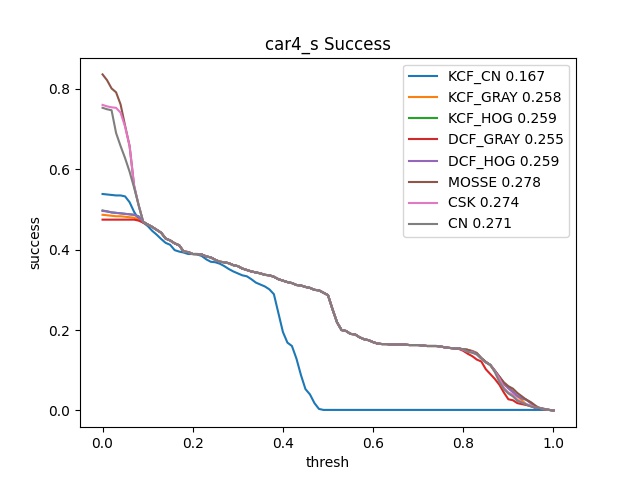 car4_s Success
KCF_CN 0.167
KCF_GRAY 0.258
KCF_HOG 0.259
DCF_GRAY 0.255
DCF_HOG 0.259
MOSSE 0.278
CSK 0.274
CN 0.271
success
0.8
0.6
0.4
0.2
0.0
0.0 0.2 0.4 0.6 0.8 1.0
thresh